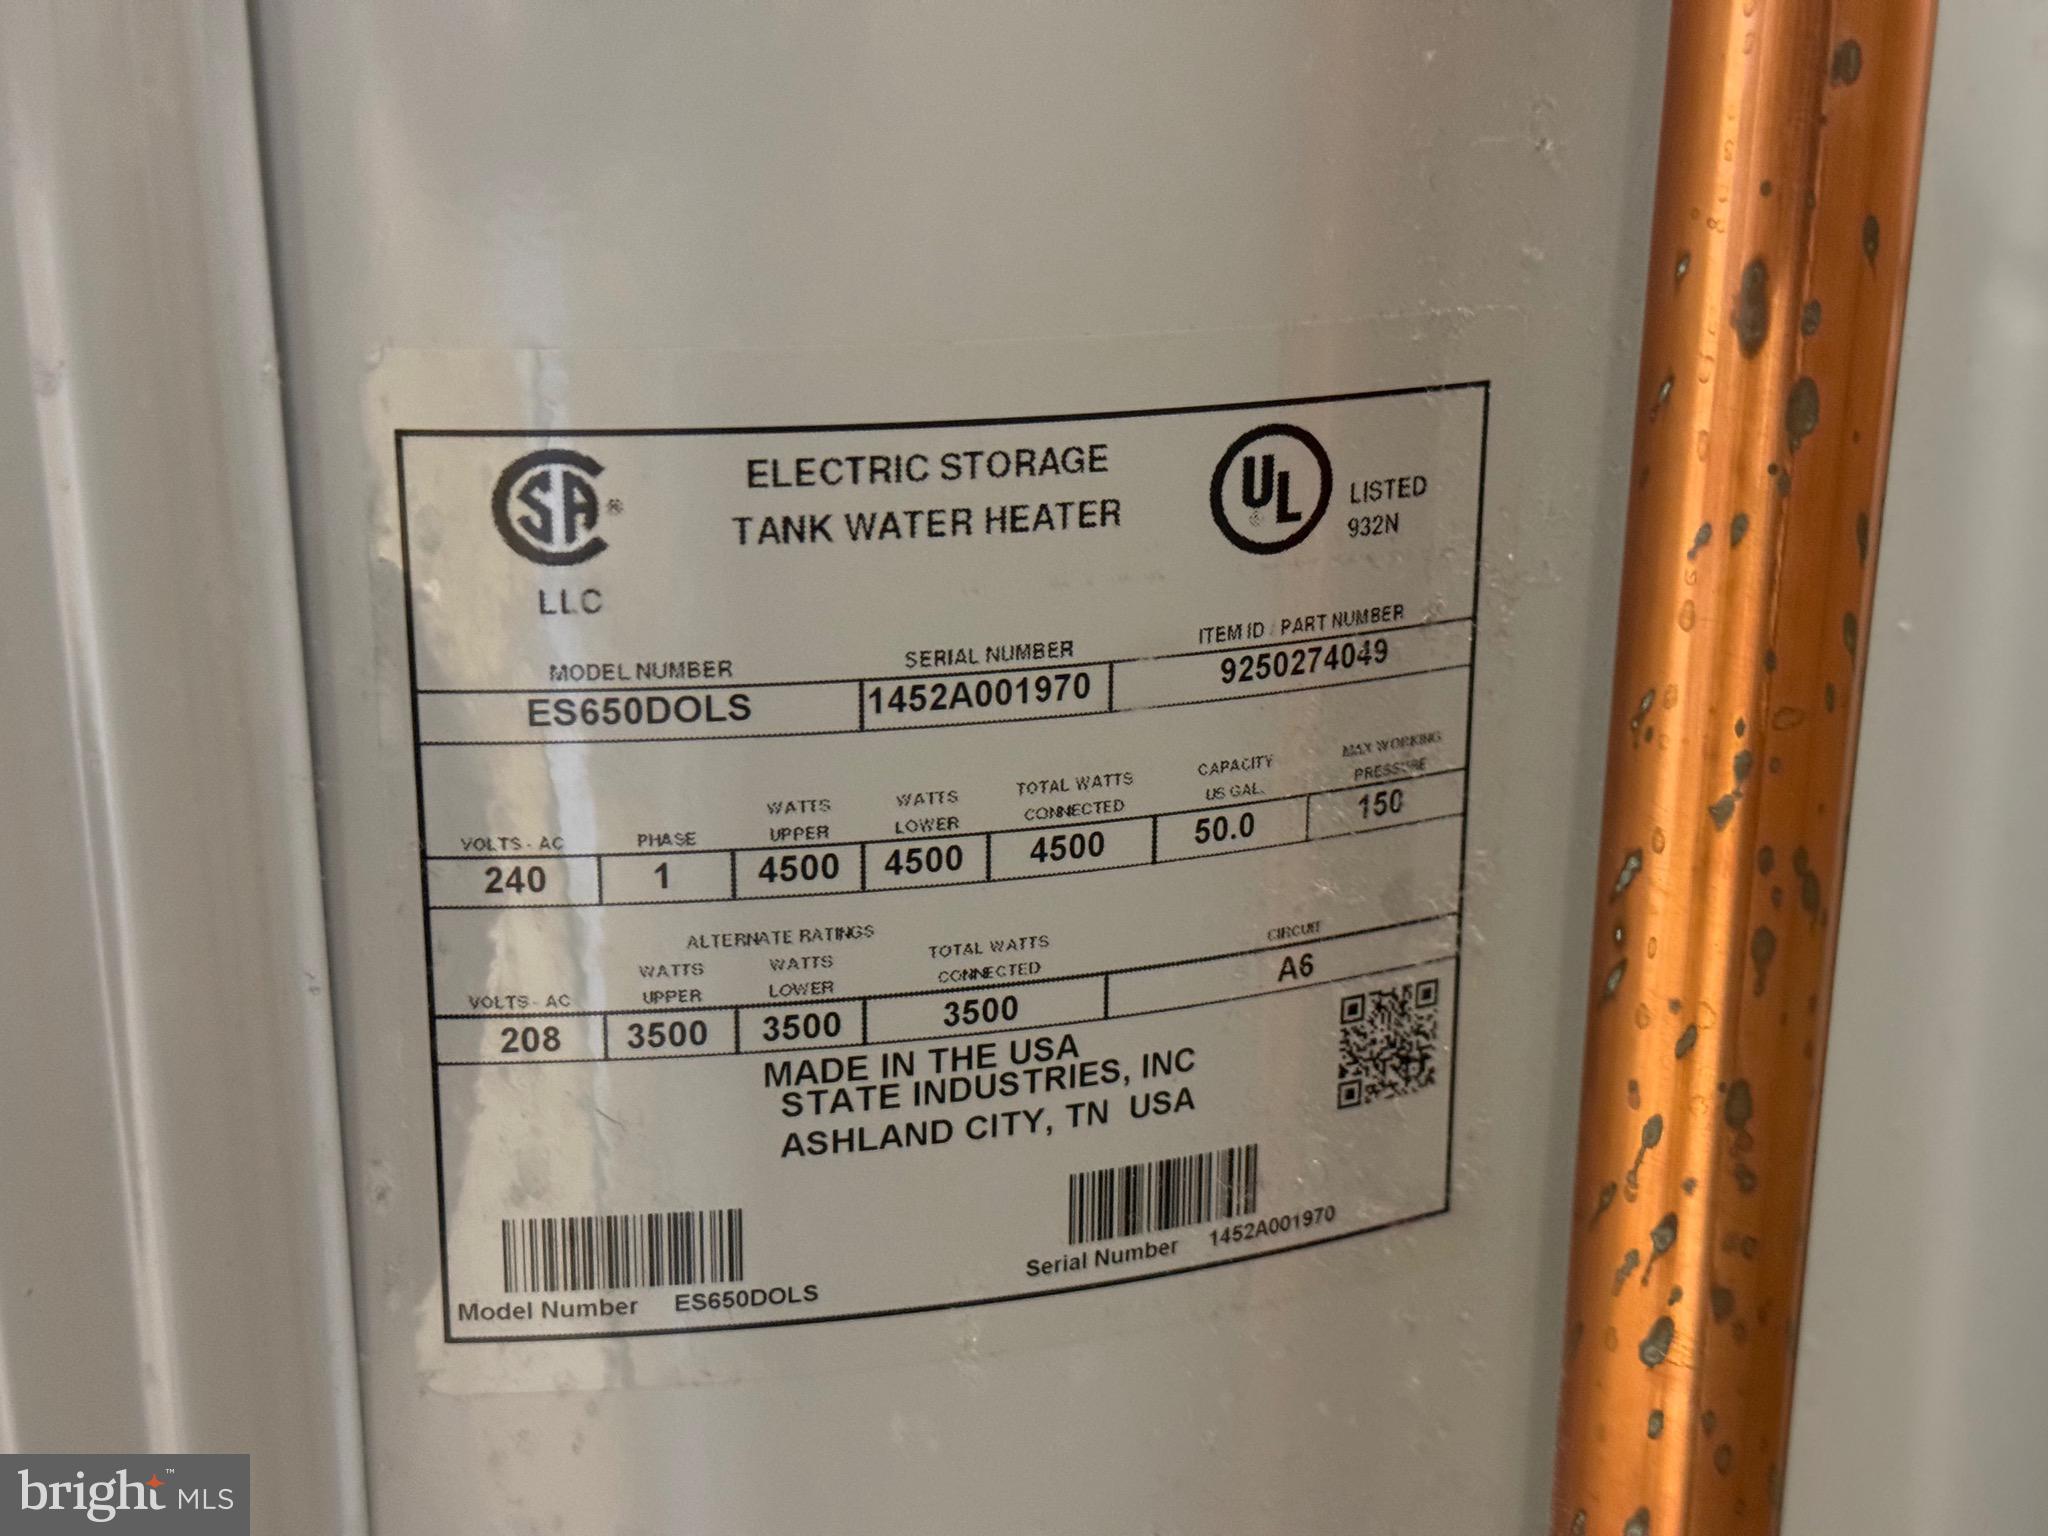 SA®
LLC
ELECTRIC STORAGE
TANK WATER HEATER
UL
LISTED
932N
MODEL NUMBER
SERIAL NUMBER
ITEM ID / PART NUMBER
ES650DOLS
1452A001970
9250274049
VOLTS - AC
PHASE
WATTS
UPPER
WATTS
LOWER
TOTAL WATTS
CONNECTED
CAPACITY
US GAL.
MAX WORKING
PRESSURE
240
1
4500
4500
4500
50.0
150
ALTERNATE RATINGS
VOLTS - AC
WATTS
UPPER
WATTS
LOWER
TOTAL WATTS
CONNECTED
CIRCUIT
208
3500
3500
3500
A6
MADE IN THE USA
STATE INDUSTRIES, INC
ASHLAND CITY, TN USA
Model Number ES650DOLS
Serial Number 1452A001970
bright™ MLS